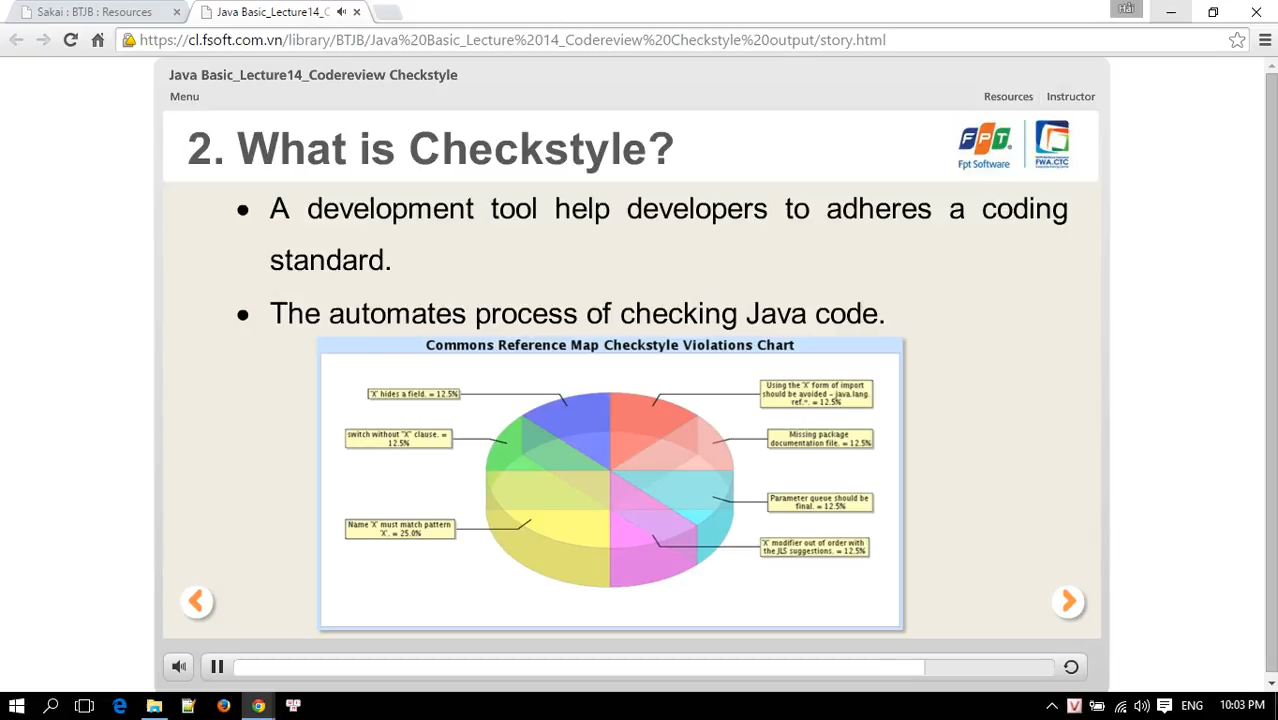 Sakai : BTJB : Resources
Java Basic_Lecture14_C
Hải
https://cl.fsoft.com.vn/library/BTJB/Java%20Basic_Lecture%2014_Codereview%20Checkstyle%20output/story.html
Java Basic_Lecture14_Codereview Checkstyle
Menu
Resources
Instructor
2. What is Checkstyle?
FPT
Fpt Software
FWA.CTC
• A development tool help developers to adheres a coding
standard.
• The automates process of checking Java code.
Commons Reference Map Checkstyle Violations Chart
'X' hides a field. = 12.5%
Using the 'X' form of import
should be avoided - java.lang.
ref.*. = 12.5%
switch without "X" clause. =
12.5%
Missing package
documentation file. = 12.5%
Parameter queue should be
final. = 12.5%
Name 'X' must match pattern
'X'. = 25.0%
'X' modifier out of order with
the JLS suggestions. = 12.5%
ENG
10:03 PM